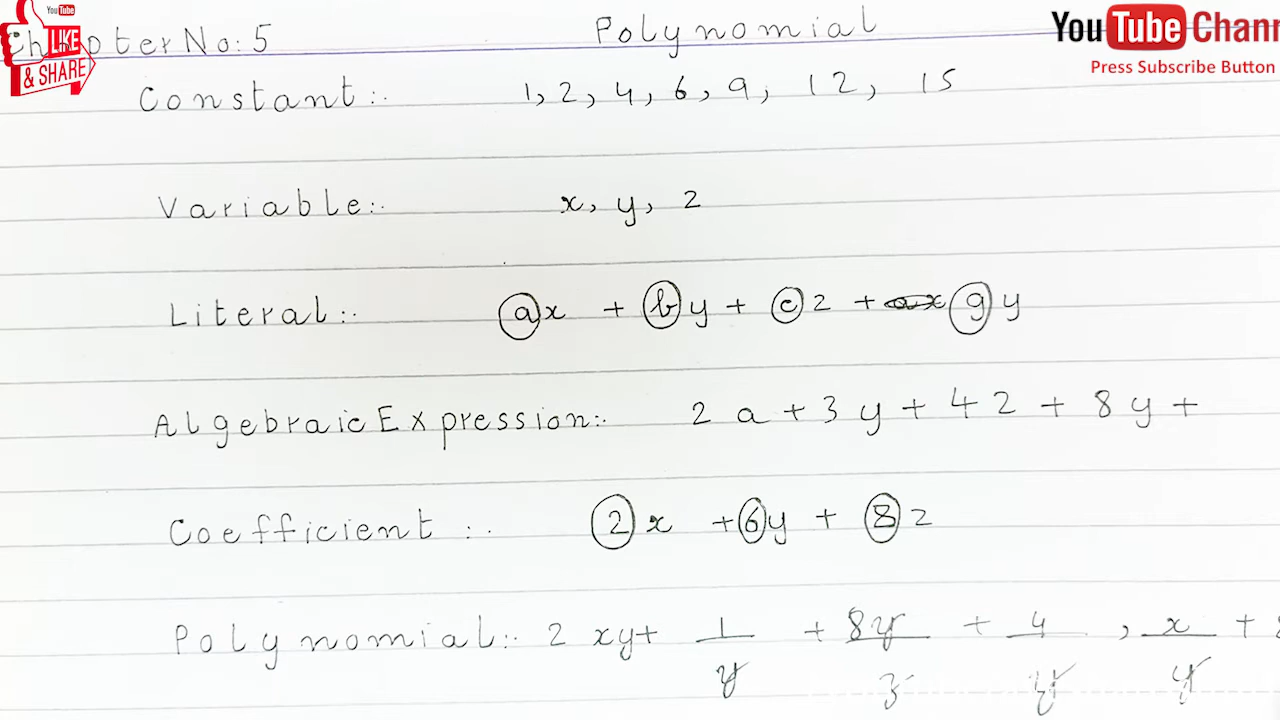 YouTube
LIKE
& SHARE
Chapter No: 5 Polynomial
YouTube Chann
Press Subscribe Button
Constant:. 1, 2, 4, 6, 9, 12, 15
Variable:. x, y, z
Literal:. ax + by + cz + gy
Algebraic Expression:. 2a + 3y + 4z + 8y +
Coefficient :. 2x + 6y + 8z
Polynomial:. 2xy + 1/y + 8y/z + 4/y , x/y +